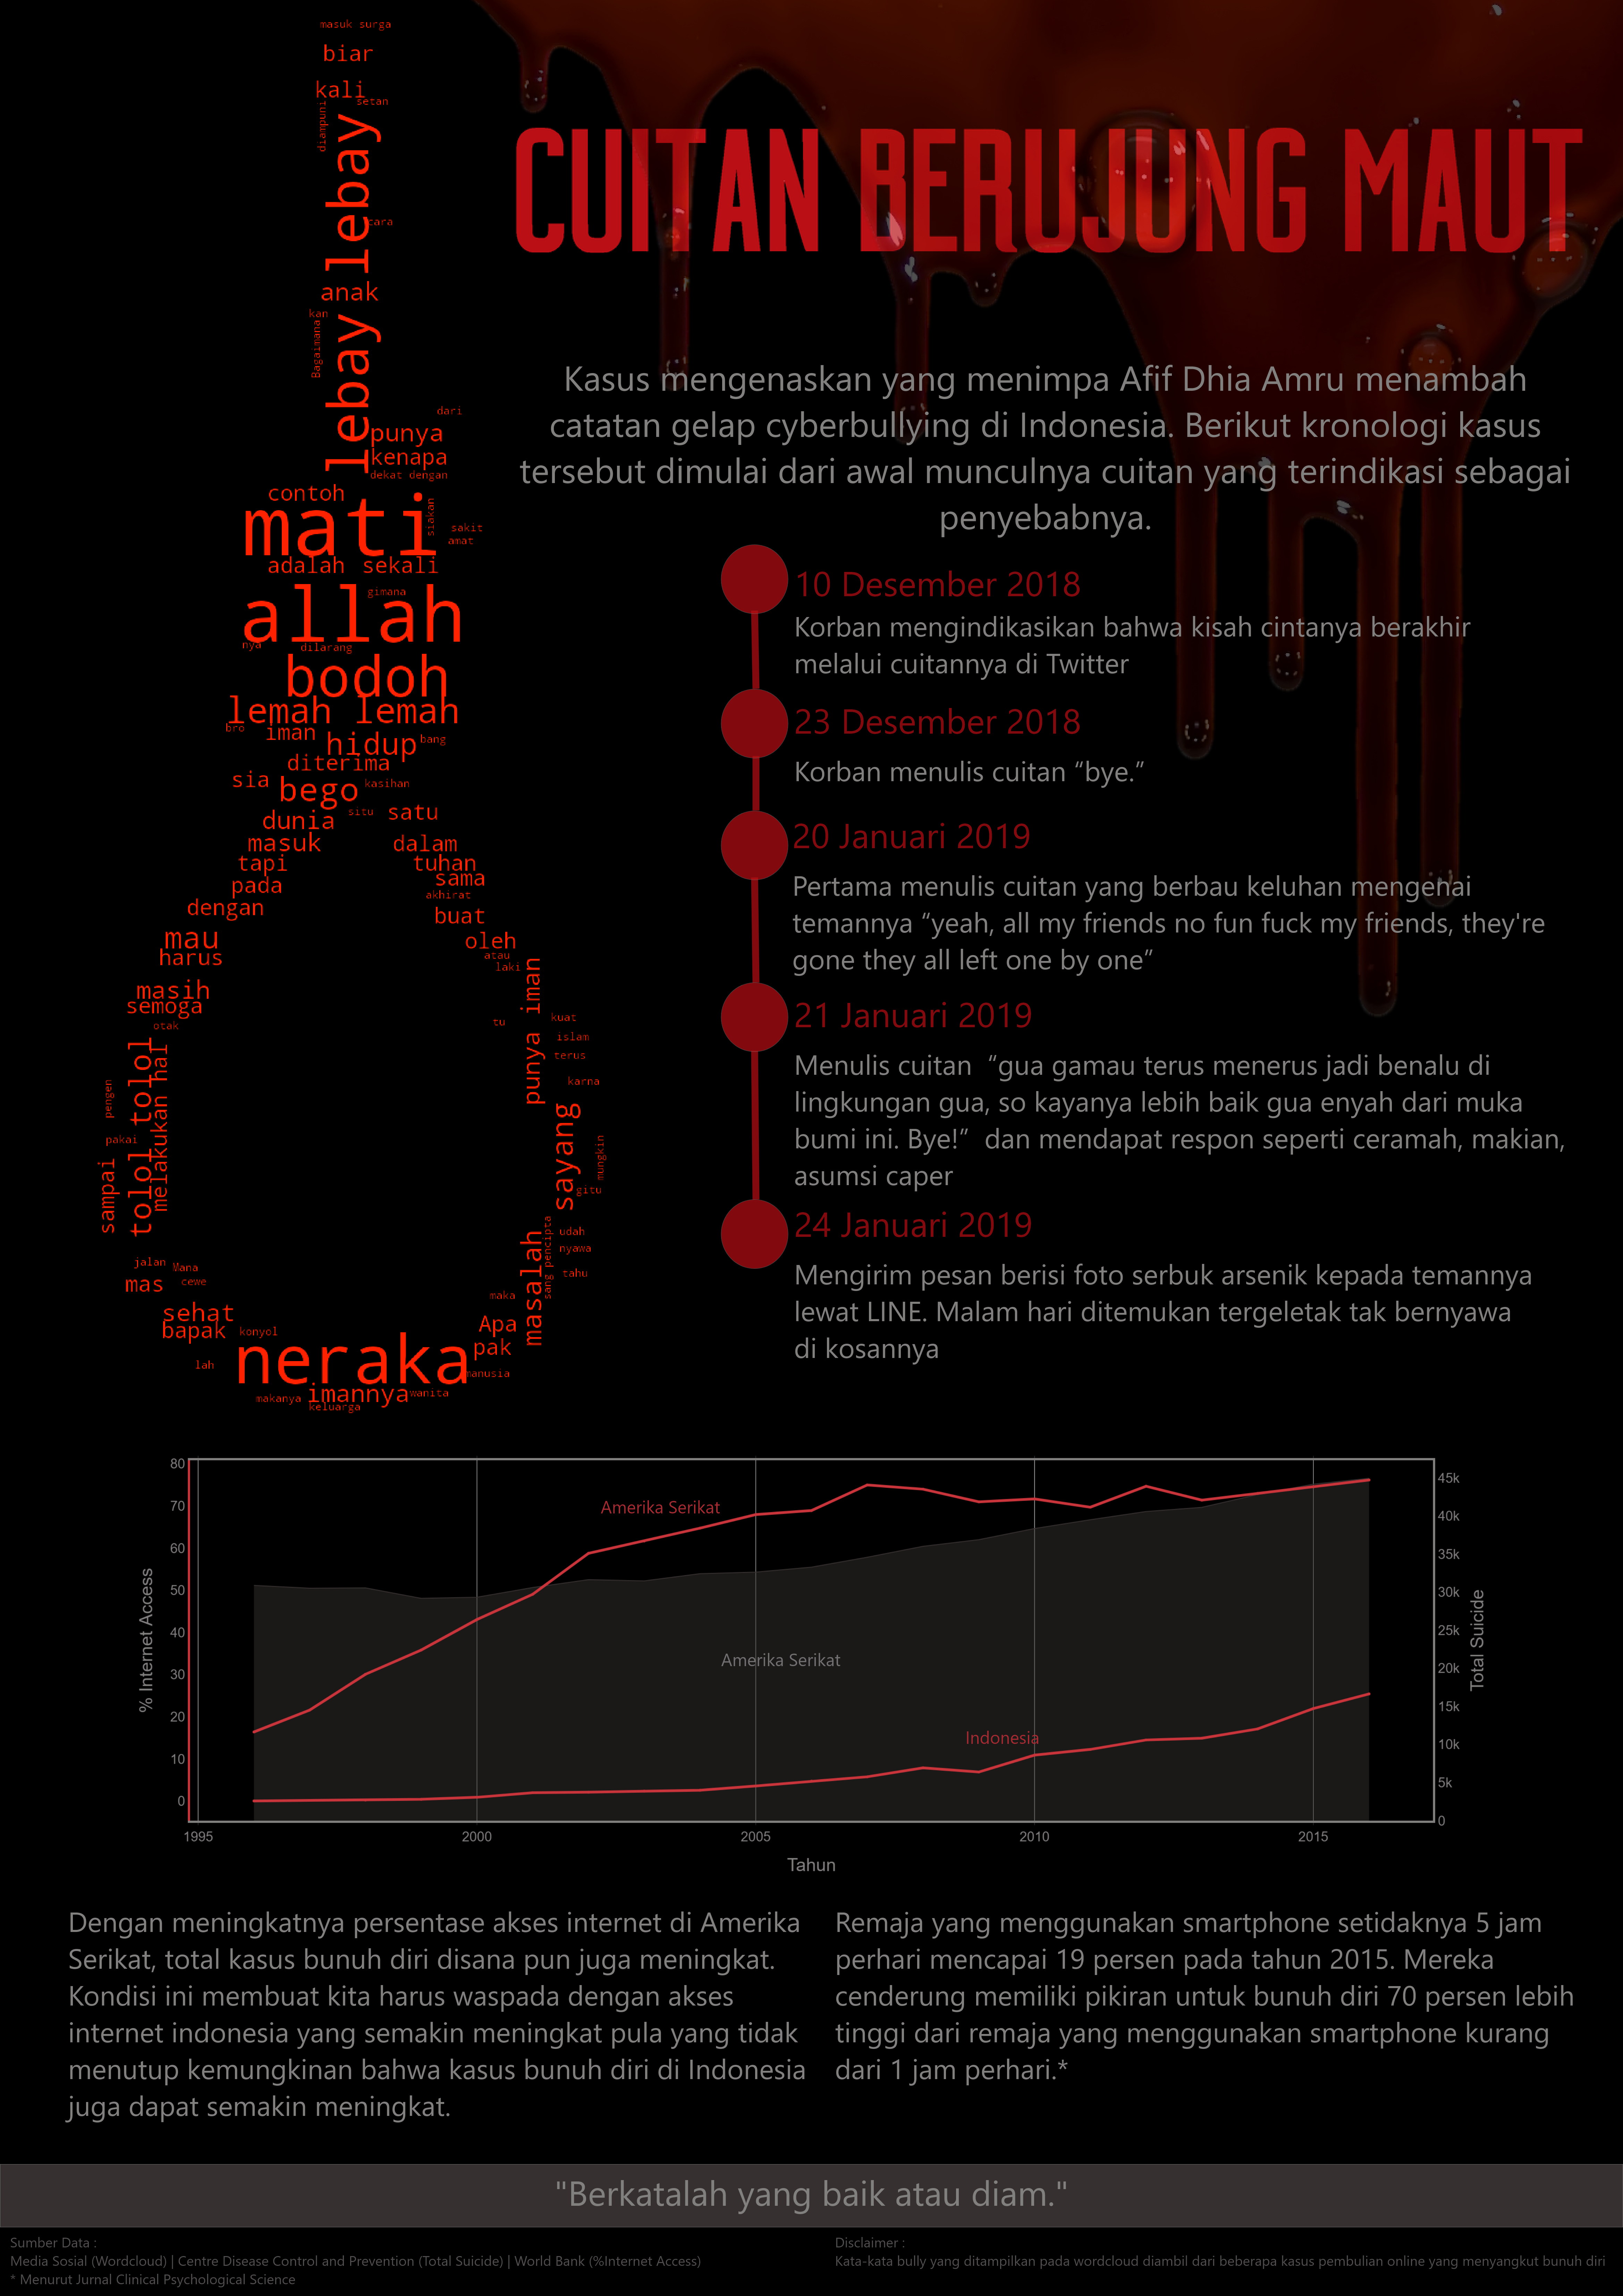 CUITAN BERUJUNG MAUT
Kasus mengenaskan yang menimpa Afif Dhia Amru menambah
catatan gelap cyberbullying di Indonesia. Berikut kronologi kasus
tersebut dimulai dari awal munculnya cuitan yang terindikasi sebagai
penyebabnya.
10 Desember 2018
Korban mengindikasikan bahwa kisah cintanya berakhir
melalui cuitannya di Twitter
23 Desember 2018
Korban menulis cuitan “bye.”
20 Januari 2019
Pertama menulis cuitan yang berbau keluhan mengenai
temannya “yeah, all my friends no fun fuck my friends, they're
gone they all left one by one”
21 Januari 2019
Menulis cuitan “gua gamau terus menerus jadi benalu di
lingkungan gua, so kayanya lebih baik gua enyah dari muka
bumi ini. Bye!” dan mendapat respon seperti ceramah, makian,
asumsi caper
24 Januari 2019
Mengirim pesan berisi foto serbuk arsenik kepada temannya
lewat LINE. Malam hari ditemukan tergeletak tak bernyawa
di kosannya
masuk surga
biar
kali
setan
diampuni
lebay lebay
cara
anak
kan
Bagaimana
dari
punya
kenapa
dekat dengan
contoh
mati
siakan
sakit
amat
adalah sekali
gimana
allah
nya
dilarang
bodoh
lemah lemah
bro
iman
hidup
bang
diterima
sia
bego
kasihan
situ
satu
dunia
masuk
dalam
tapi
tuhan
pada
sama
akhirat
dengan
buat
mau
oleh
harus
atau
laki
masih
semoga
otak
punya iman
tu
kuat
islam
terus
karna
tolol tolol
melakukan hal
pengen
pakai
sampai
sayang
mungkin
gitu
masalah
sang pencipta
udah
nyawa
tahu
jalan
Mana
mas
cewe
maka
sehat
bapak
konyol
Apa
pak
lah
neraka
manusia
makanya
imannya
wanita
keluarga
80
70
60
50
40
30
20
10
0
% Internet Access
Amerika Serikat
Amerika Serikat
Indonesia
45k
40k
35k
30k
25k
20k
15k
10k
5k
0
Total Suicide
1995
2000
2005
2010
2015
Tahun
Dengan meningkatnya persentase akses internet di Amerika
Serikat, total kasus bunuh diri disana pun juga meningkat.
Kondisi ini membuat kita harus waspada dengan akses
internet indonesia yang semakin meningkat pula yang tidak
menutup kemungkinan bahwa kasus bunuh diri di Indonesia
juga dapat semakin meningkat.
Remaja yang menggunakan smartphone setidaknya 5 jam
perhari mencapai 19 persen pada tahun 2015. Mereka
cenderung memiliki pikiran untuk bunuh diri 70 persen lebih
tinggi dari remaja yang menggunakan smartphone kurang
dari 1 jam perhari.*
"Berkatalah yang baik atau diam."
Sumber Data :
Media Sosial (Wordcloud) | Centre Disease Control and Prevention (Total Suicide) | World Bank (%Internet Access)
* Menurut Jurnal Clinical Psychological Science
Disclaimer :
Kata-kata bully yang ditampilkan pada wordcloud diambil dari beberapa kasus pembulian online yang menyangkut bunuh diri